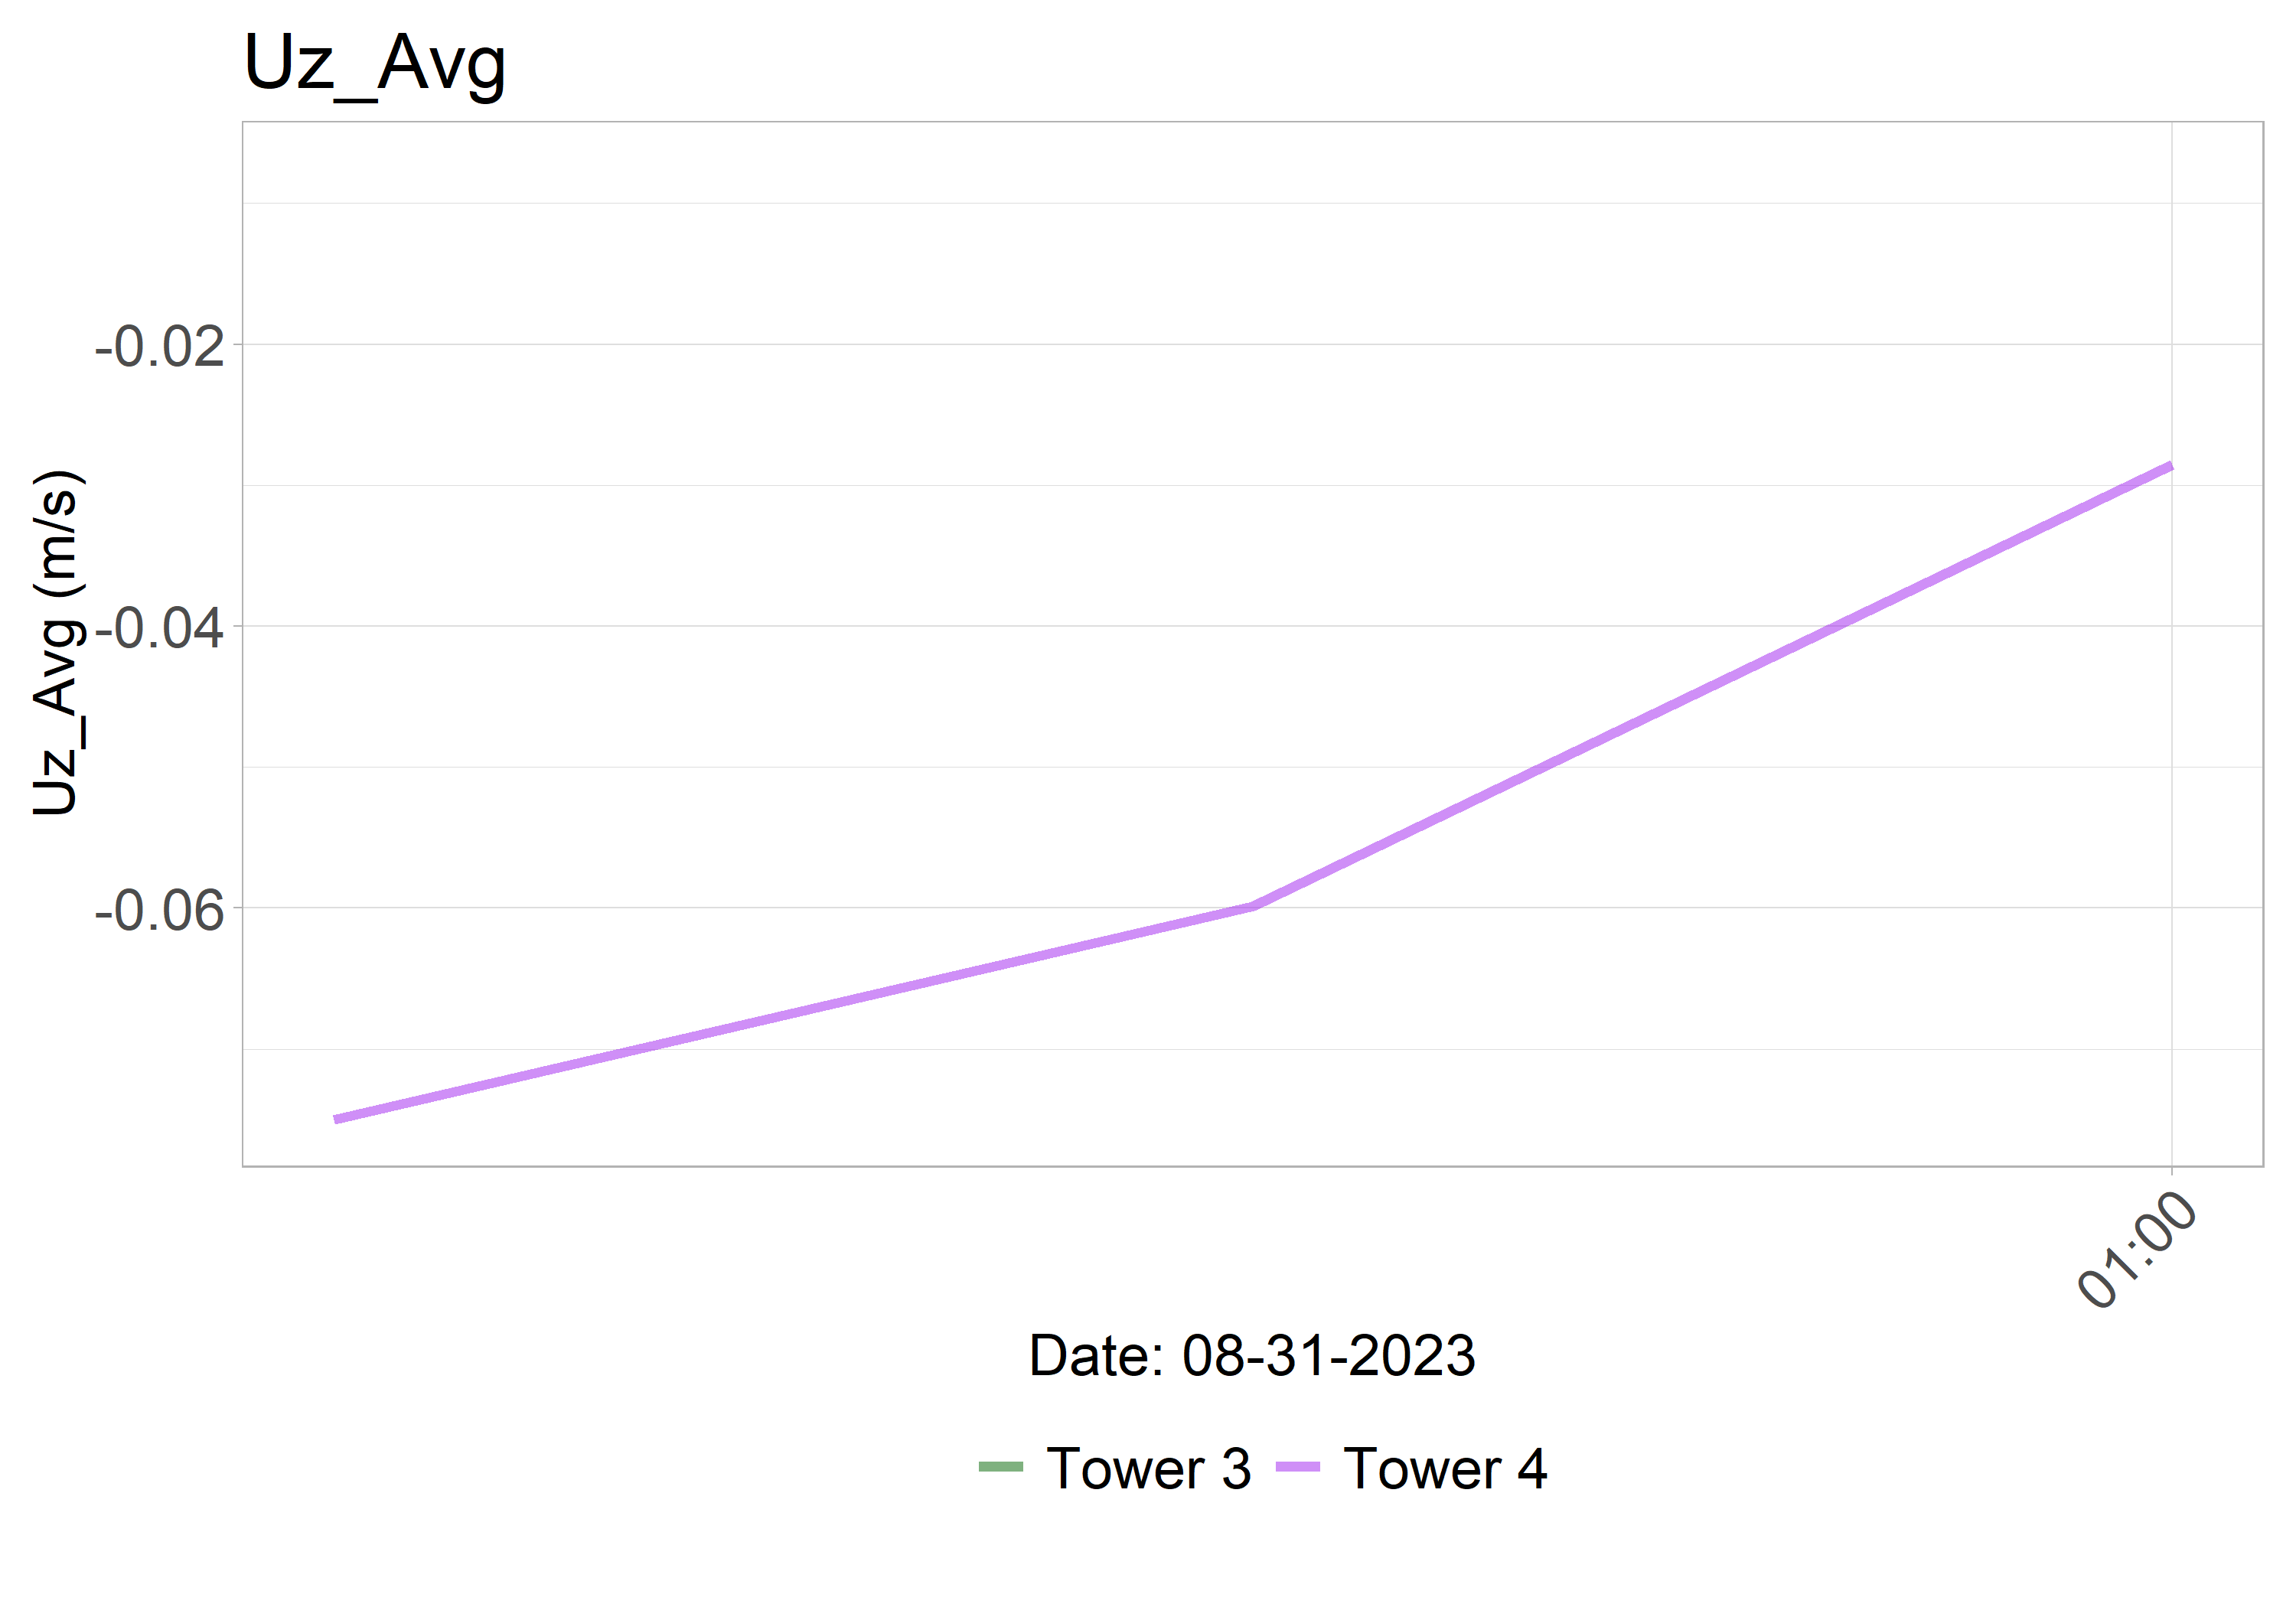 Uz_Avg
Uz_Avg (m/s)
-0.02
-0.04
-0.06
01:00
Date: 08-31-2023
Tower 3 Tower 4